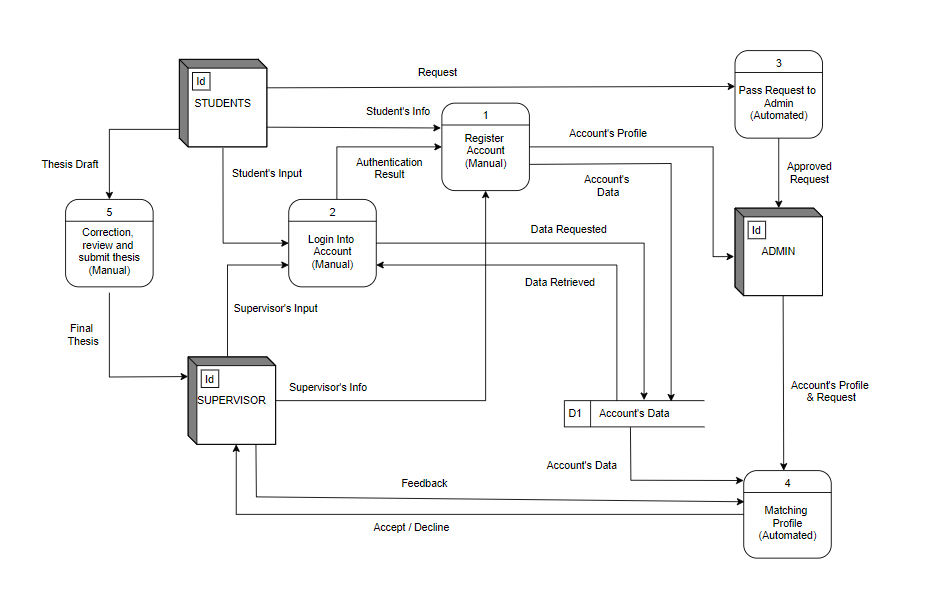 Id
STUDENTS
Request
3
Pass Request to
Admin
(Automated)
Student's Info
1
Register
Account
(Manual)
Account's Profile
Thesis Draft
Student's Input
Authentication
Result
Account's
Data
Approved
Request
5
Correction,
review and
submit thesis
(Manual)
2
Login Into
Account
(Manual)
Data Requested
Id
ADMIN
Data Retrieved
Supervisor's Input
Final
Thesis
Id
SUPERVISOR
Supervisor's Info
D1
Account's Data
Account's Profile
& Request
Account's Data
Feedback
4
Matching
Profile
(Automated)
Accept / Decline